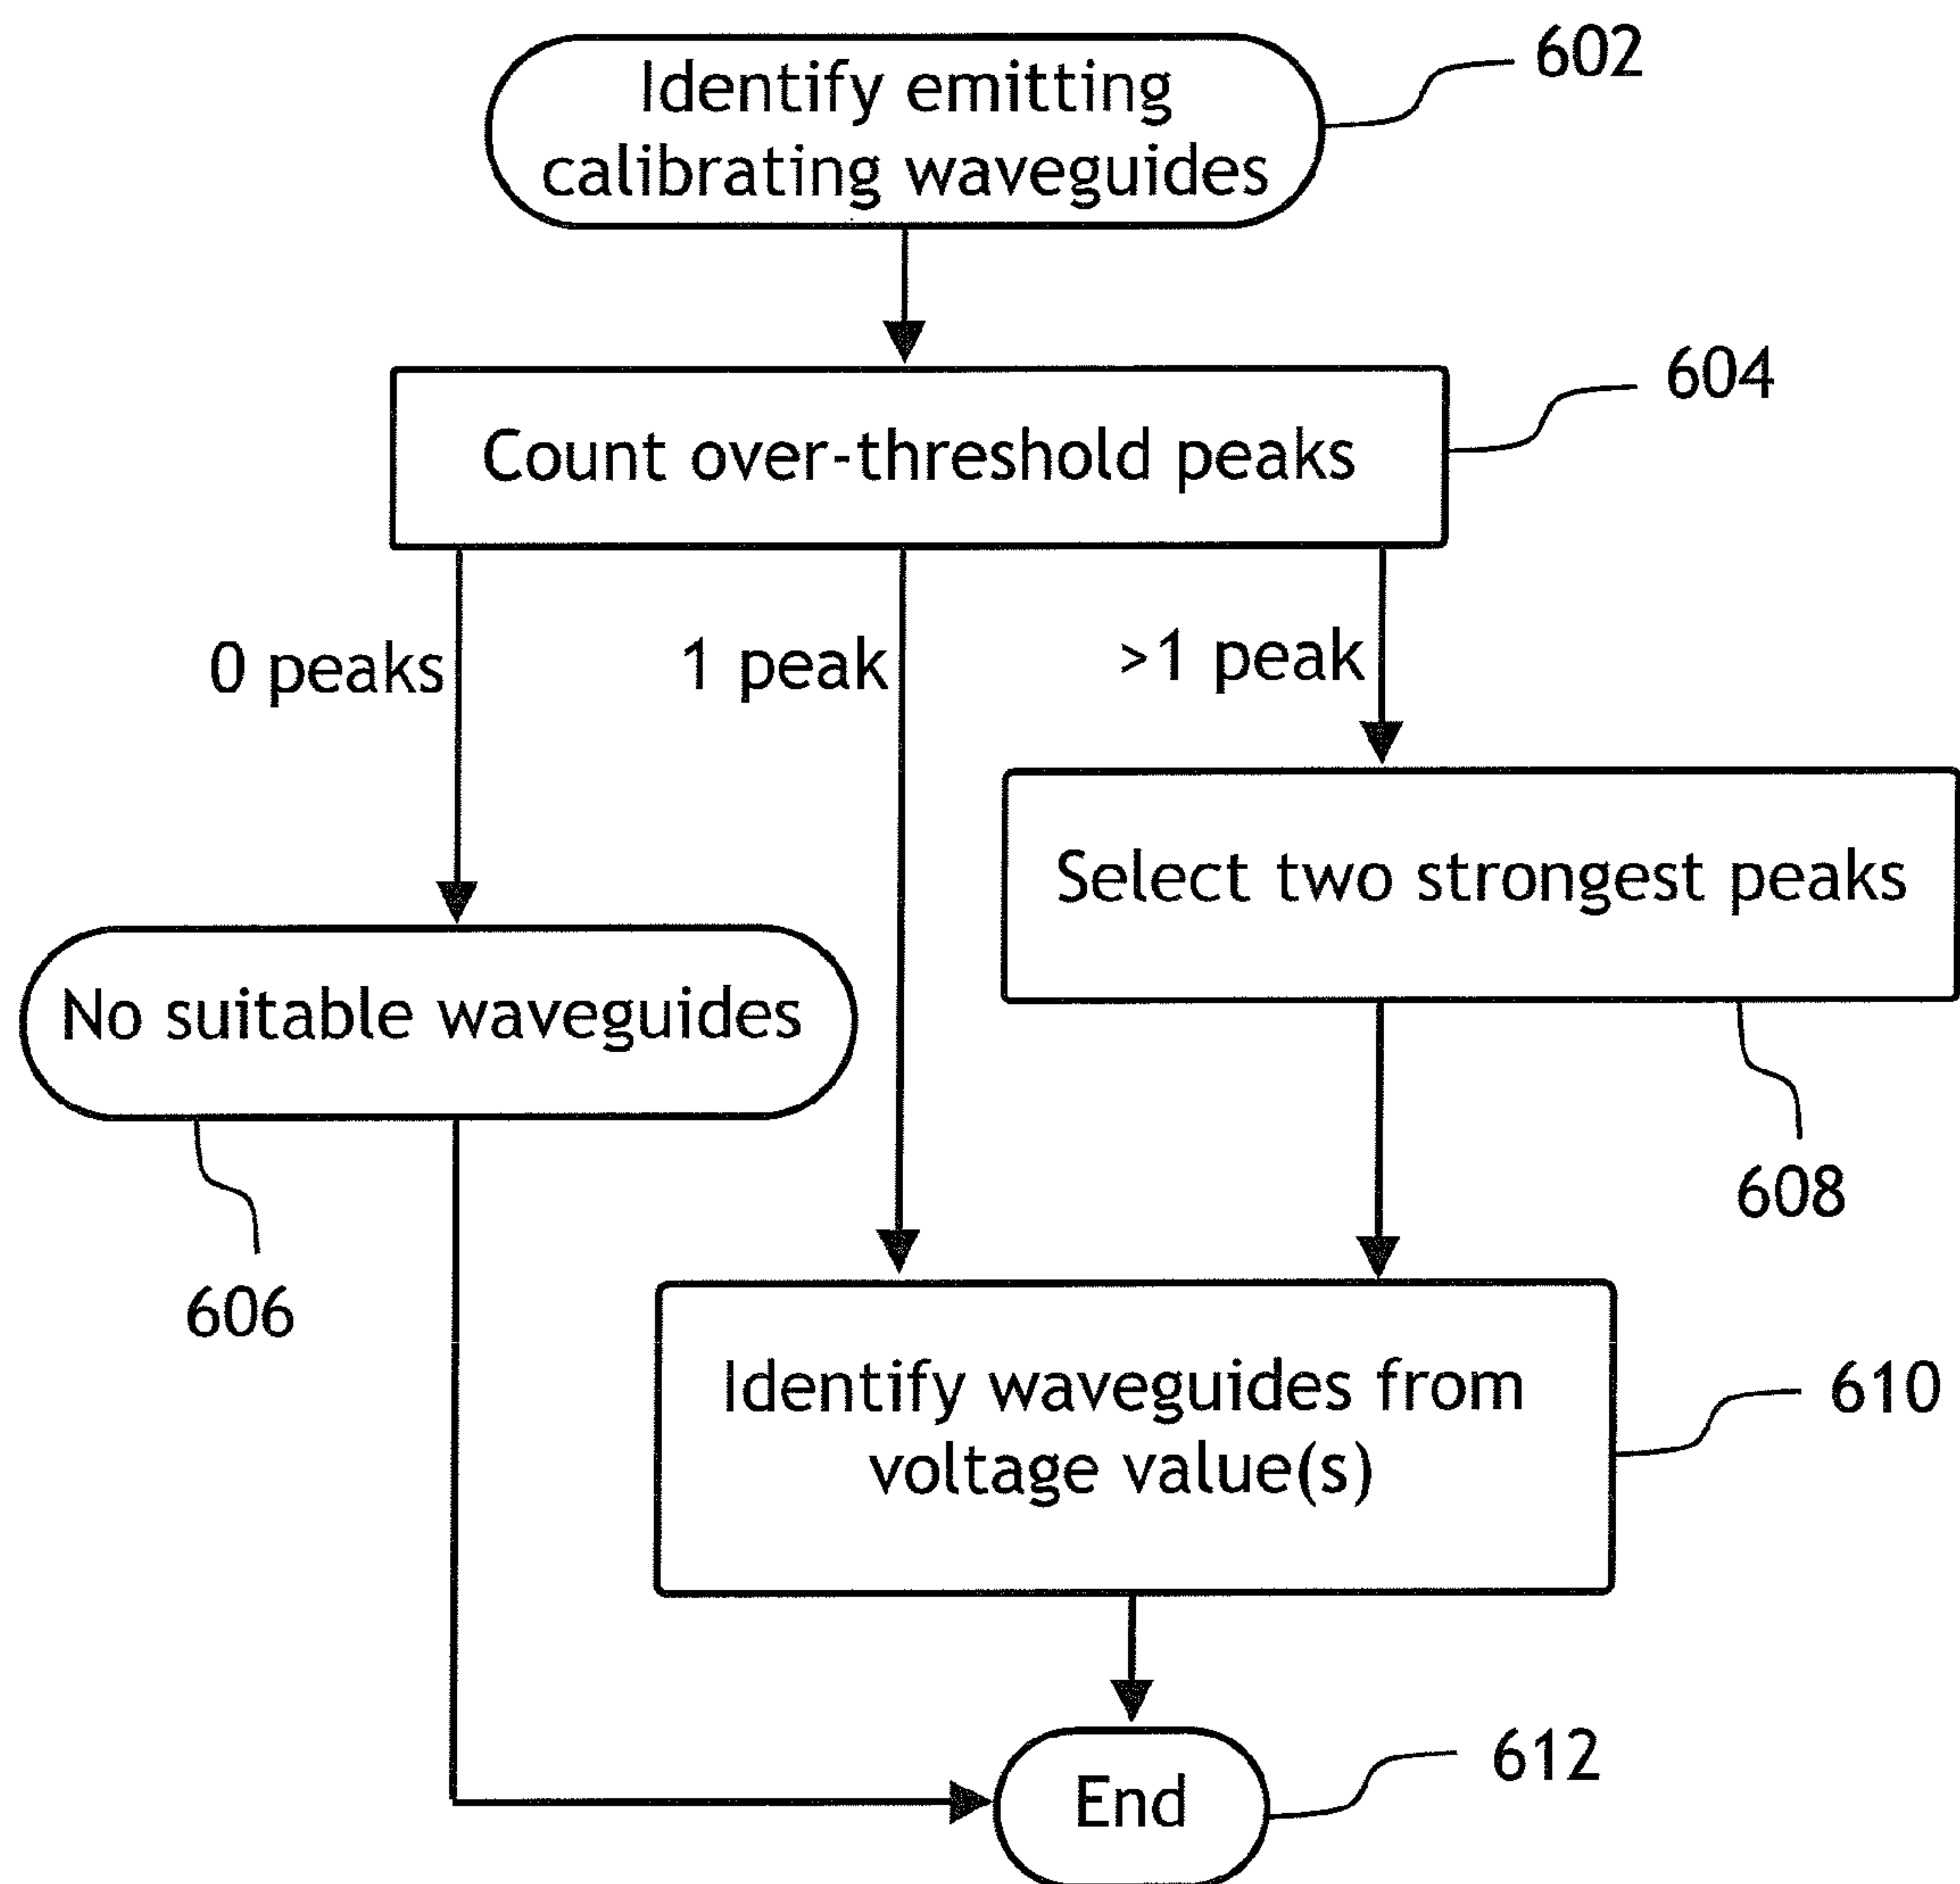 602
Identify emitting
calibrating waveguides
604
Count over-threshold peaks
0 peaks
1 peak
>1 peak
Select two strongest peaks
No suitable waveguides
608
606
Identify waveguides from
voltage value(s)
610
612
End